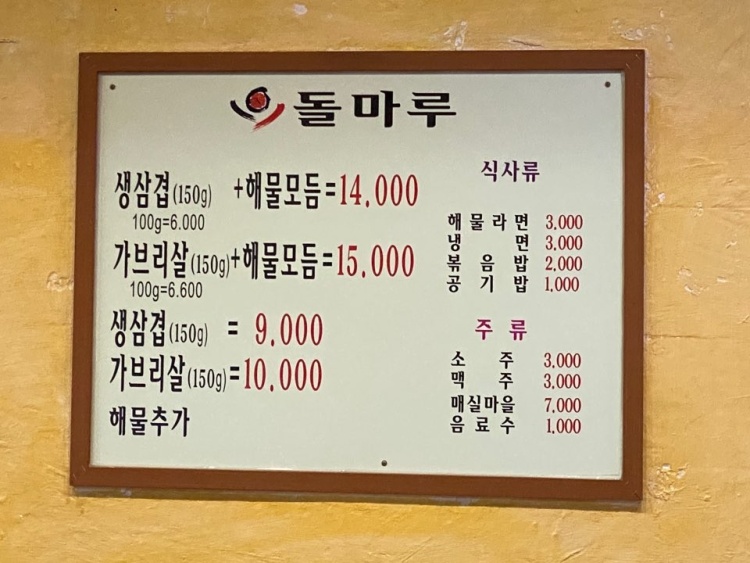 돌마루
생삼겹(150g) +해물모듬=14,000
100g=6.000
가브리살(150g)+해물모듬=15,000
100g=6.600
생삼겹(150g) = 9,000
가브리살(150g)=10,000
해물추가
식사류
해물라면 3,000
냉면 3,000
볶음밥 2,000
공기밥 1,000
주류
소주 3,000
맥주 3,000
매실마을 7,000
음료수 1,000